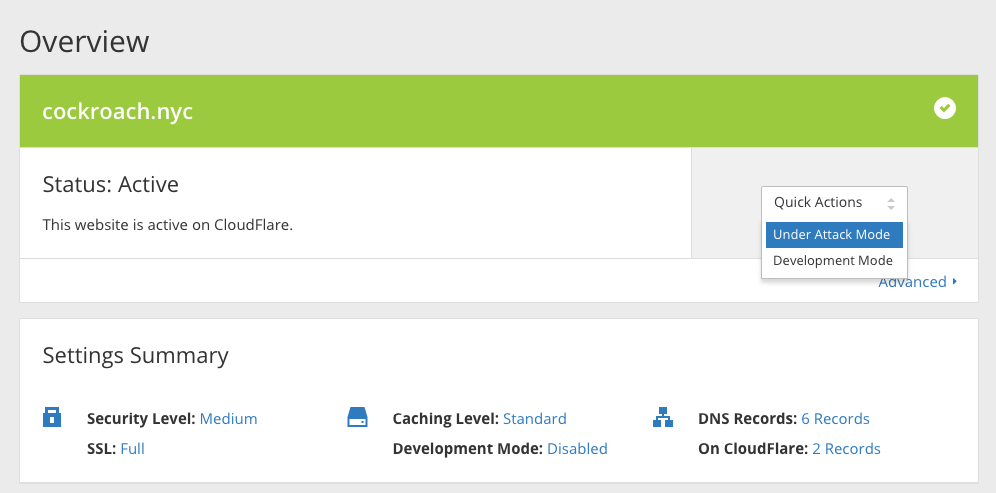 Overview
cockroach.nyc
Status: Active
This website is active on CloudFlare.
Quick Actions
Under Attack Mode
Development Mode
Advanced
Settings Summary
Security Level: Medium
SSL: Full
Caching Level: Standard
Development Mode: Disabled
DNS Records: 6 Records
On CloudFlare: 2 Records